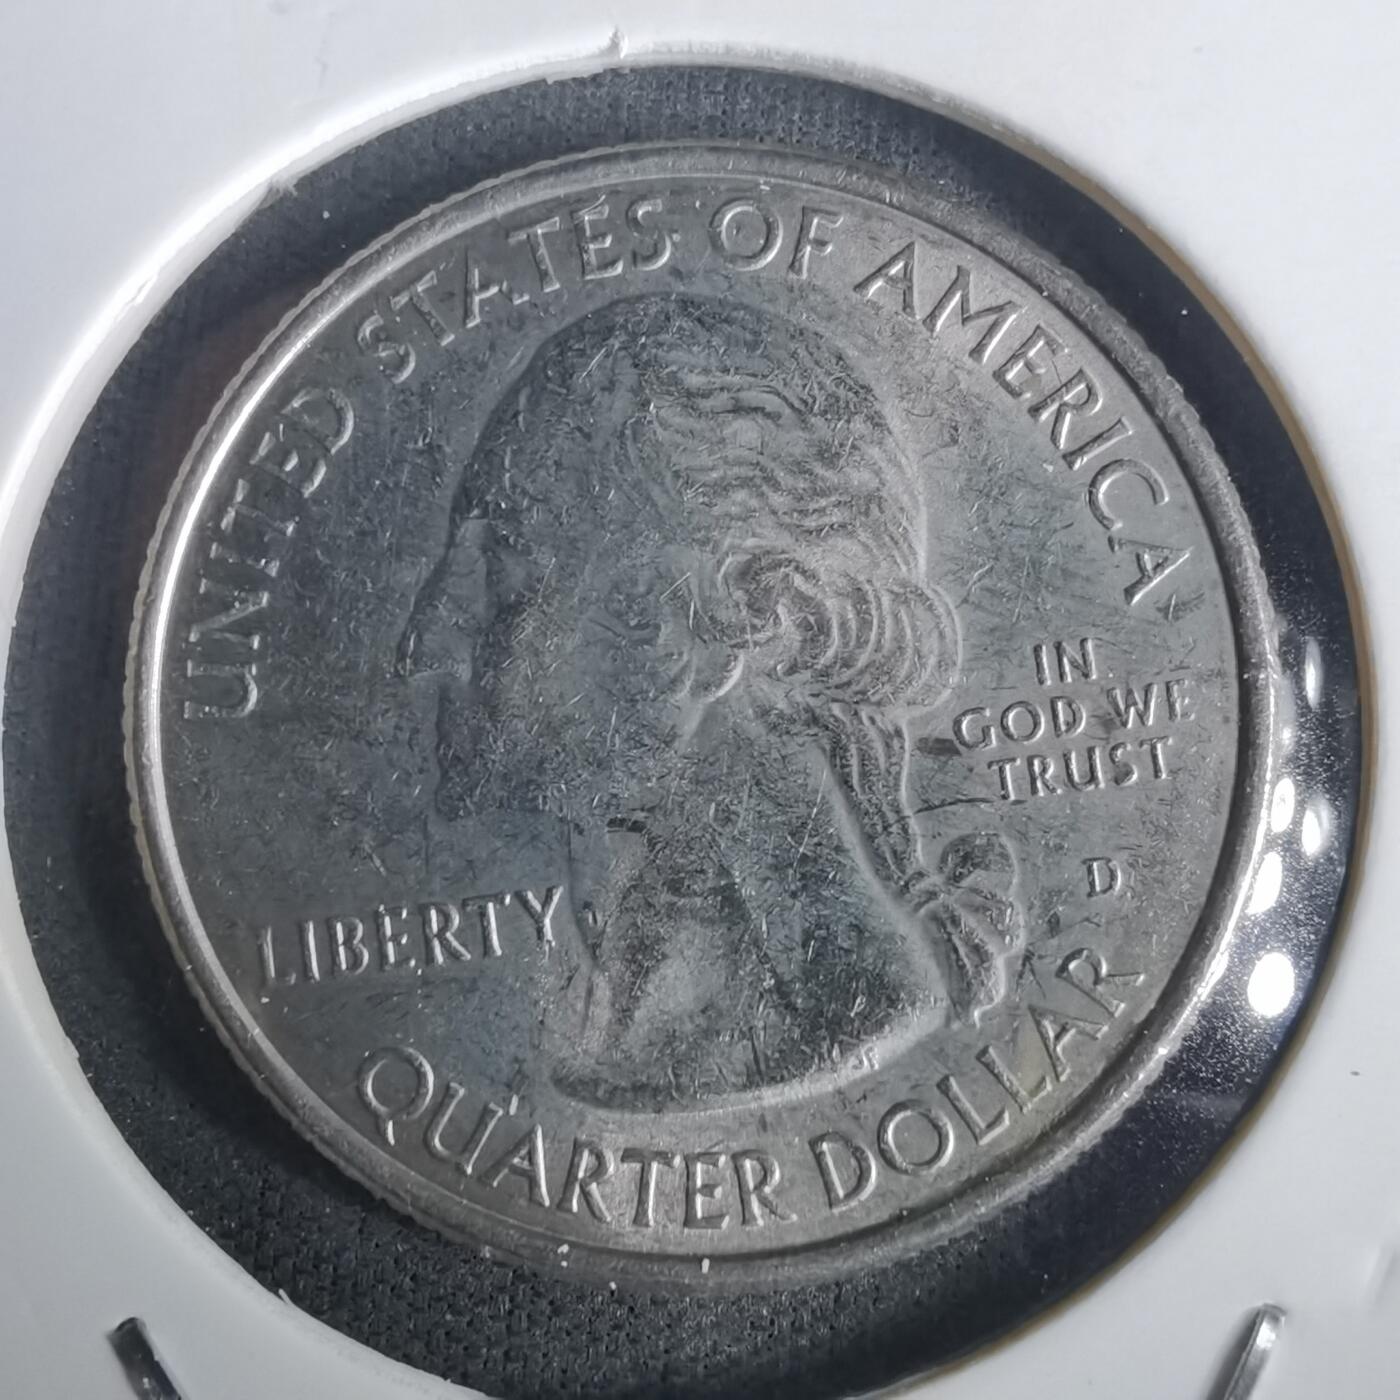 UNITED STATES OF AMERICA
IN
GOD WE
TRUST
LIBERTY
D
QUARTER DOLLAR